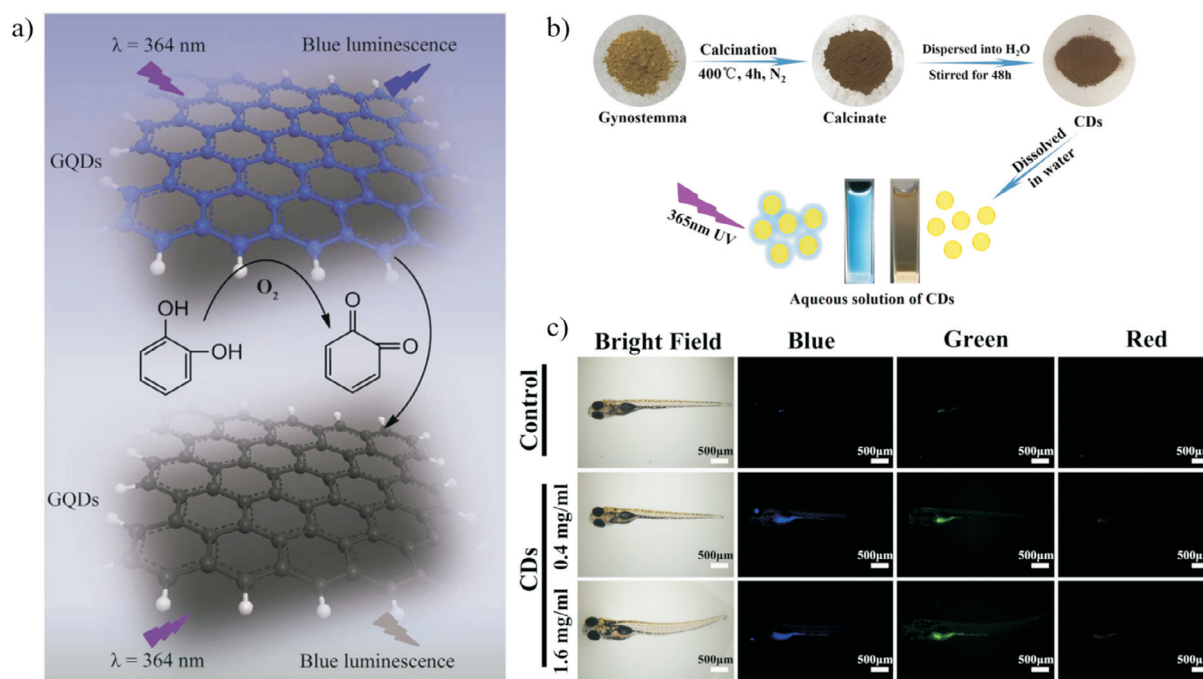 a)
λ = 364 nm
Blue luminescence
GQDs
O₂
OH
OH
O
O
GQDs
λ = 364 nm
Blue luminescence
b)
Calcination
400℃, 4h, N₂
Dispersed into H₂O
Stirred for 48h
Gynostemma
Calcinate
CDs
Dissolved
in water
365nm UV
Aqueous solution of CDs
c)
Bright Field
Blue
Green
Red
Control
500μm
500μm
500μm
500μm
CDs
0.4 mg/ml
500μm
500μm
500μm
500μm
1.6 mg/ml
500μm
500μm
500μm
500μm